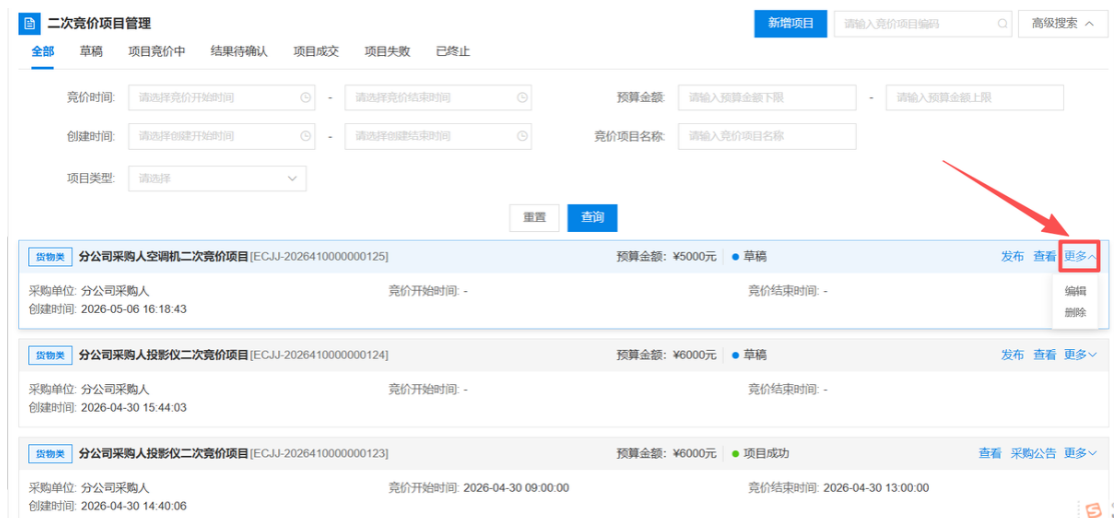 二次竞价项目管理 新增项目 请输入竞价项目编码 高级搜索
全部 草稿 项目竞价中 结果待确认 项目成交 项目失败 已终止
竞价时间: 请选择竞价开始时间 - 请选择竞价结束时间 预算金额: 请输入预算金额下限 - 请输入预算金额上限
创建时间: 请选择创建开始时间 - 请选择创建结束时间 竞价项目名称: 请输入竞价项目名称
项目类型: 请选择
重置 查询
货物类 分公司采购人空调机二次竞价项目[ECJJ-2026410000000125] 预算金额: ¥5000元 草稿 发布 查看 更多
采购单位: 分公司采购人 竞价开始时间: - 竞价结束时间: - 编辑
创建时间: 2026-05-06 16:18:43 删除
货物类 分公司采购人投影仪二次竞价项目[ECJJ-2026410000000124] 预算金额: ¥6000元 草稿 发布 查看 更多
采购单位: 分公司采购人 竞价开始时间: - 竞价结束时间: -
创建时间: 2026-04-30 15:44:03
货物类 分公司采购人投影仪二次竞价项目[ECJJ-2026410000000123] 预算金额: ¥6000元 项目成功 查看 采购公告 更多
采购单位: 分公司采购人 竞价开始时间: 2026-04-30 09:00:00 竞价结束时间: 2026-04-30 13:00:00
创建时间: 2026-04-30 14:40:06